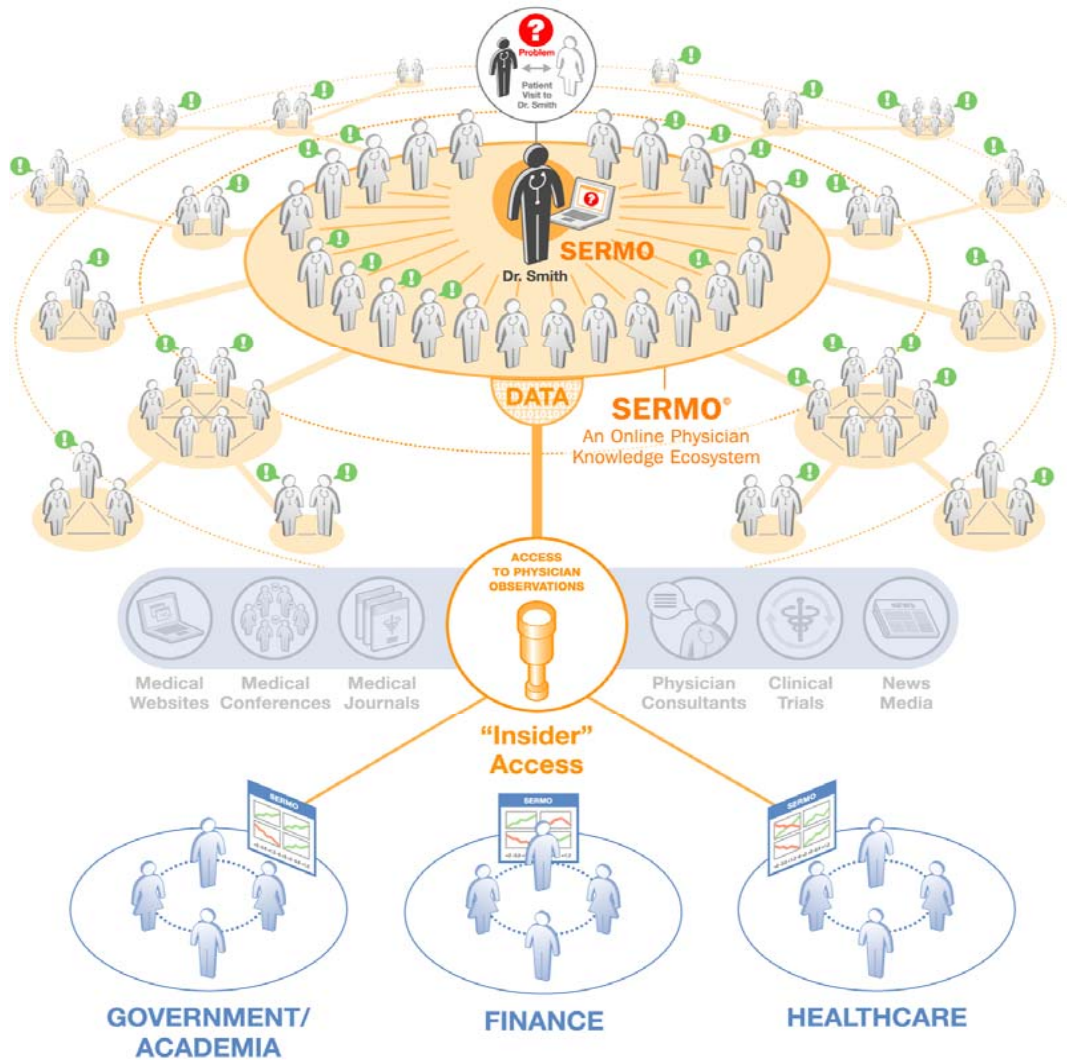 ?
Problem
Patient
Visit to
Dr. Smith
?
SERMO
Dr. Smith
DATA
SERMO®
An Online Physician
Knowledge Ecosystem
ACCESS
TO PHYSICIAN
OBSERVATIONS
NEWS
Medical
Websites
Medical
Conferences
Medical
Journals
Physician
Consultants
Clinical
Trials
News
Media
“Insider”
Access
SERMO
SERMO
SERMO
GOVERNMENT/
ACADEMIA
FINANCE
HEALTHCARE